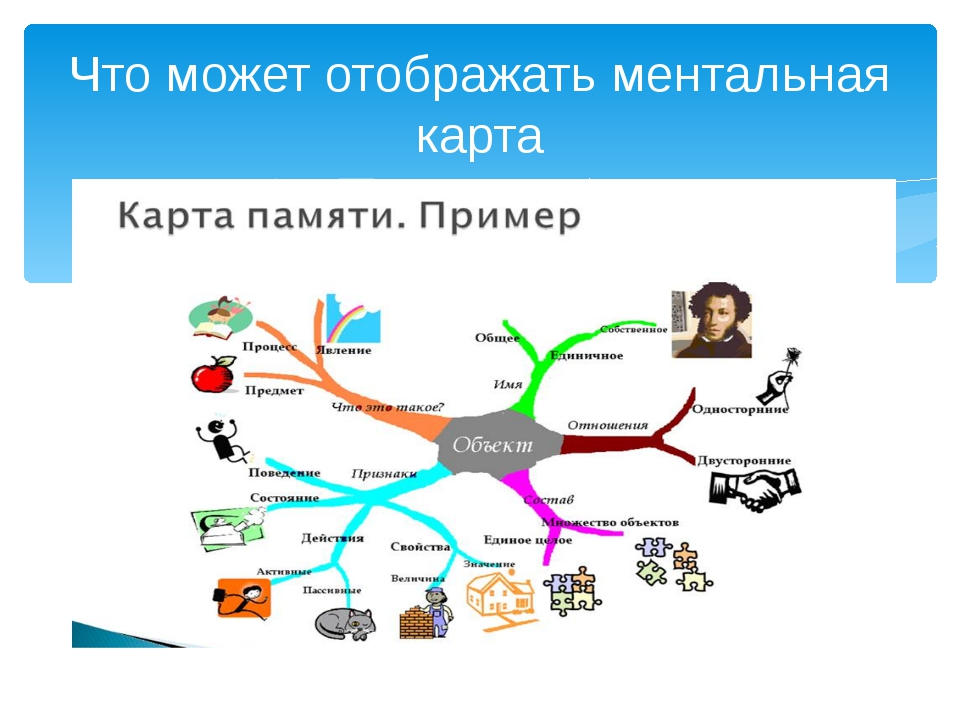 Что может отображать ментальная
карта
Карта памяти. Пример
Процесс
Явление
Предмет
Что это такое?
Общее
Собственное
Единичное
Имя
Объект
Отношения
Односторнние
Двусторонние
Признаки
Поведение
Состояние
Действия
Активные
Пассивные
Свойства
Величина
Значение
Состав
Множество объектов
Единое целое